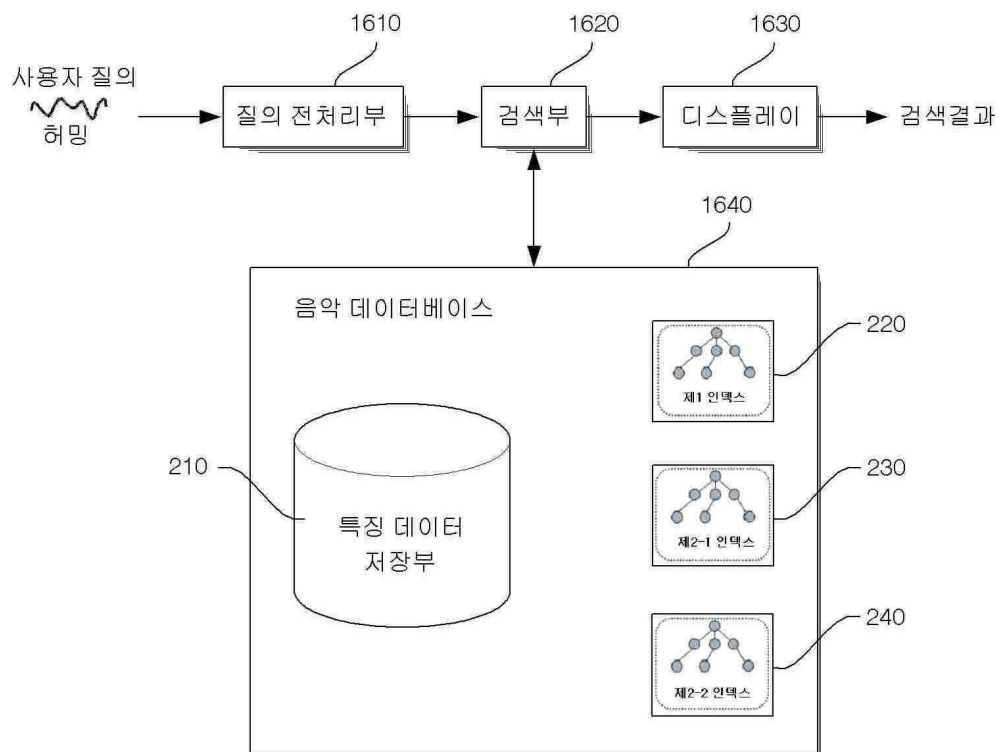 1610
1620
1630
사용자 질의
허밍
질의 전처리부
검색부
디스플레이
검색결과
1640
음악 데이터베이스
220
제1 인덱스
210
특징 데이터
저장부
230
제2-1 인덱스
240
제2-2 인덱스